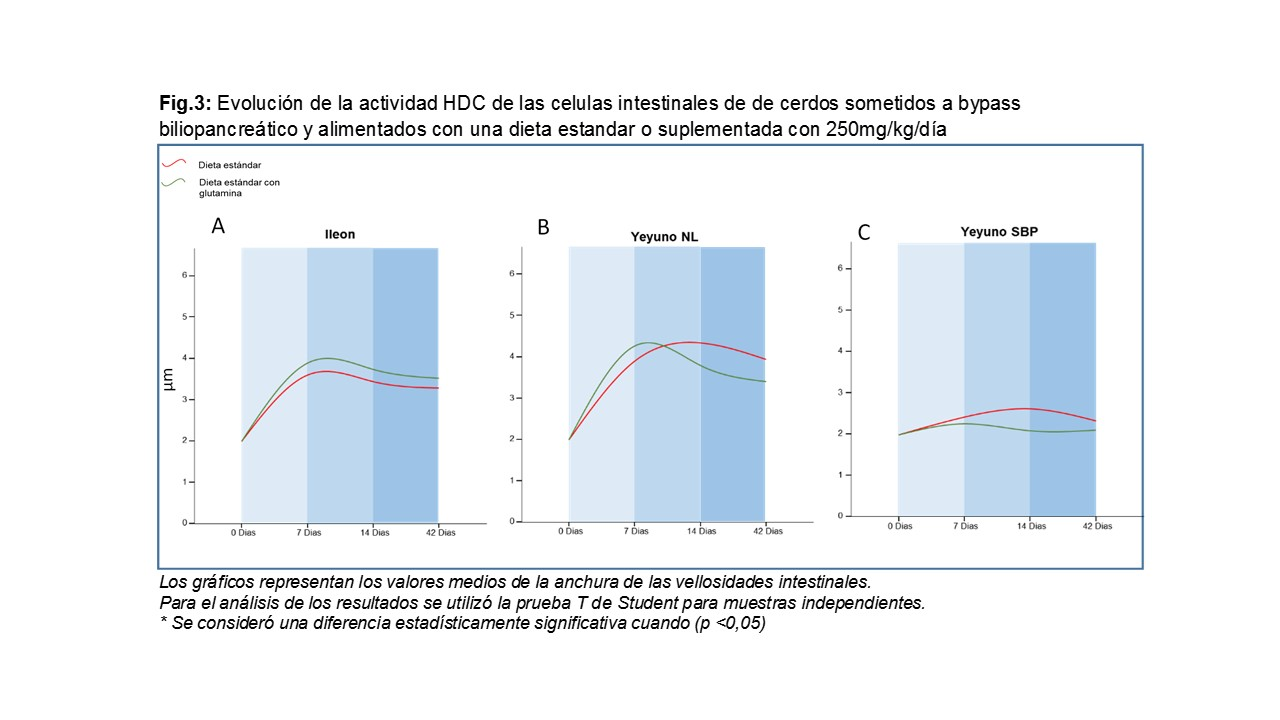 Fig.3: Evolución de la actividad HDC de las celulas intestinales de de cerdos sometidos a bypass
biliopancreático y alimentados con una dieta estandar o suplementada con 250mg/kg/día
Dieta estándar
Dieta estándar con
glutamina
A
Ileon
B
Yeyuno NL
C
Yeyuno SBP
µm
6
5
4
3
2
1
0
0 Dias 7 Dias 14 Dias 42 Dias
6
5
4
3
2
1
0
0 Dias 7 Dias 14 Dias 42 Dias
6
5
4
3
2
1
0
0 Dias 7 Dias 14 Dias 42 Dias
Los gráficos representan los valores medios de la anchura de las vellosidades intestinales.
Para el análisis de los resultados se utilizó la prueba T de Student para muestras independientes.
* Se consideró una diferencia estadísticamente significativa cuando (p <0,05)